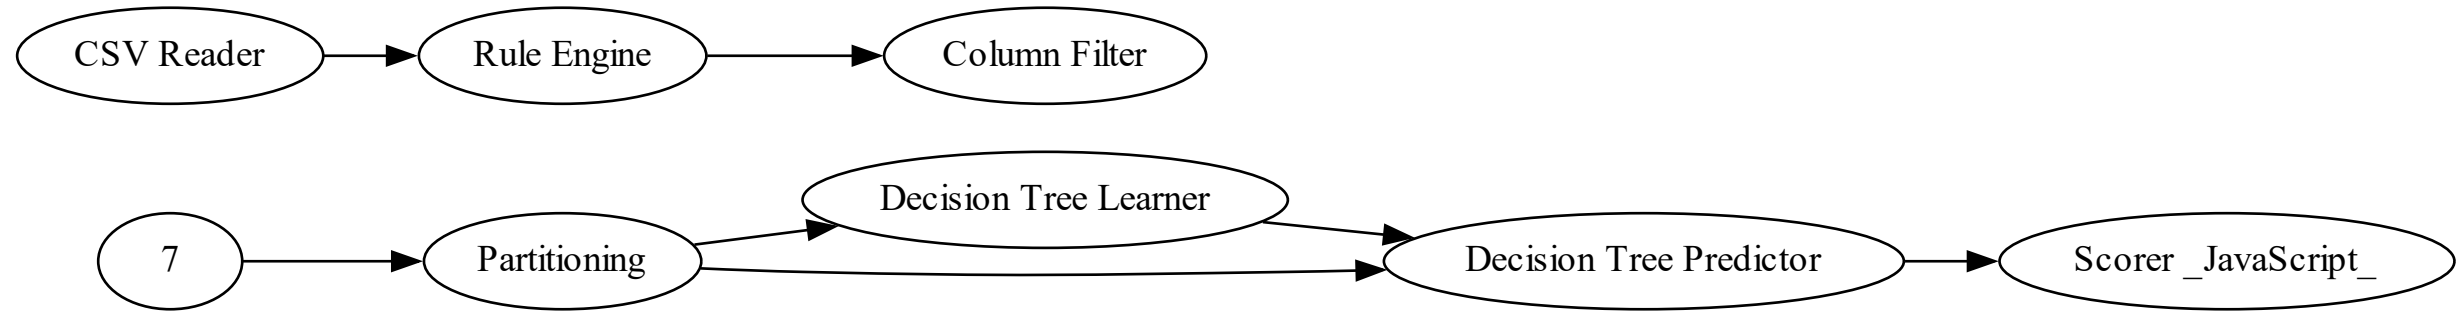 CSV Reader
Rule Engine
Column Filter
7
Partitioning
Decision Tree Learner
Decision Tree Predictor
Scorer _JavaScript_